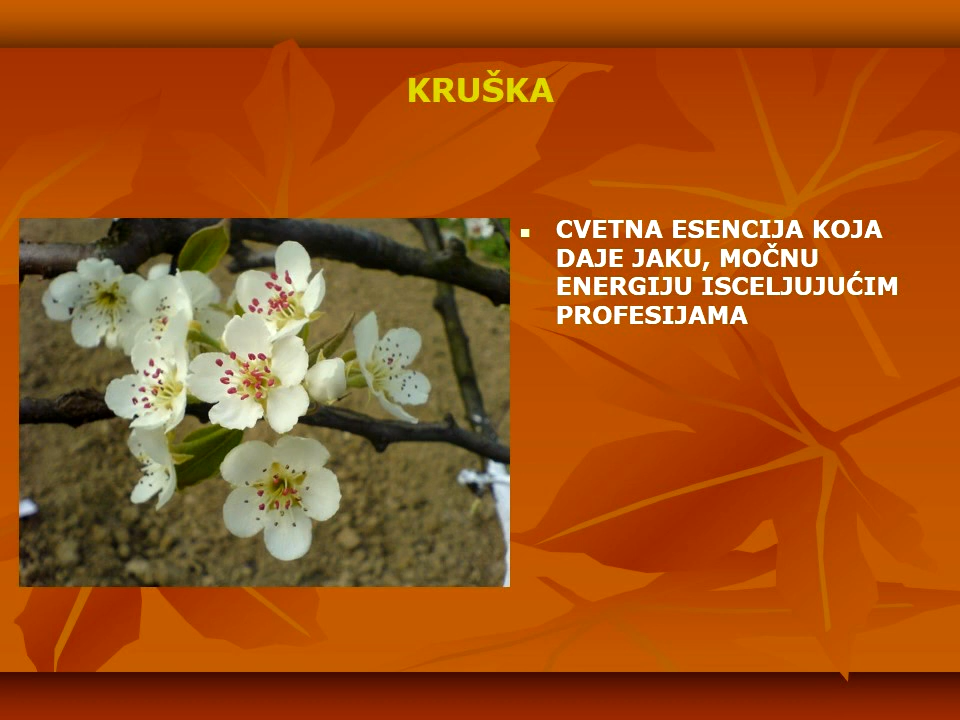 KRUŠKA
CVETNA ESENCIJA KOJA
DAJE JAKU, MOČNU
ENERGIJU ISCELJUJUĆIM
PROFESIJAMA